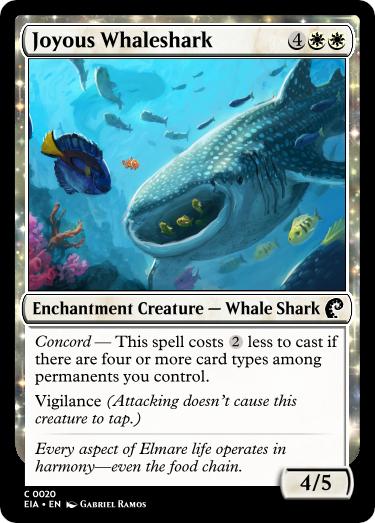 Joyous Whaleshark 4
Enchantment Creature — Whale Shark
Concord — This spell costs 2 less to cast if
there are four or more card types among
permanents you control.
Vigilance (Attacking doesn't cause this
creature to tap.)
Every aspect of Elmare life operates in
harmony—even the food chain.
4/5
C 0020
EIA • EN Gabriel Ramos